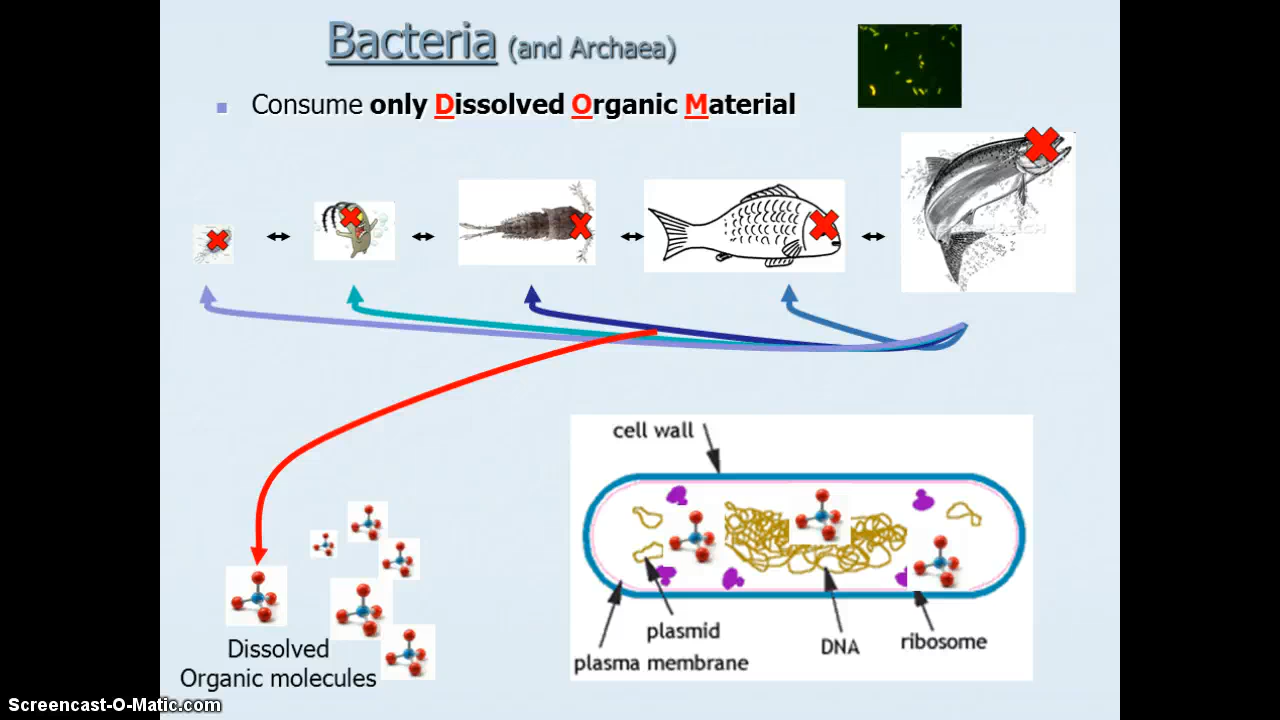 Bacteria (and Archaea)
Consume only Dissolved Organic Material
cell wall
plasmid
DNA
ribosome
plasma membrane
Dissolved
Organic molecules
Screencast-O-Matic.com